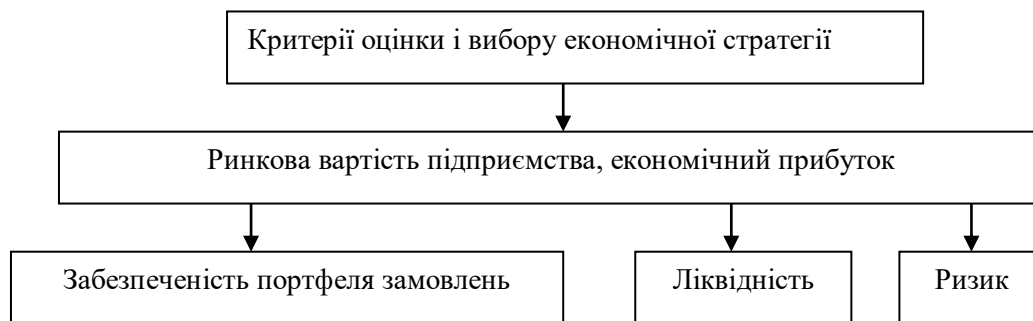 Критерії оцінки і вибору економічної стратегії
Ринкова вартість підприємства, економічний прибуток
Забезпеченість портфеля замовлень
Ліквідність
Ризик